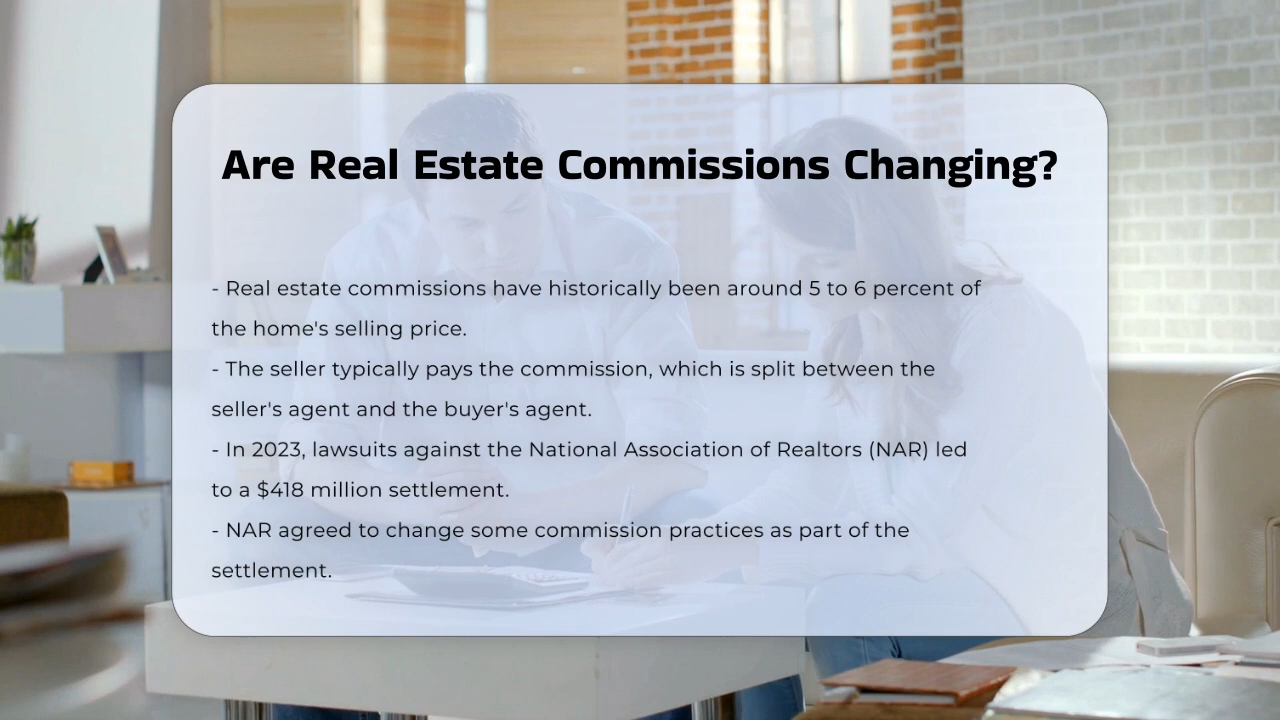 Are Real Estate Commissions Changing?
- Real estate commissions have historically been around 5 to 6 percent of
the home's selling price.
- The seller typically pays the commission, which is split between the
seller's agent and the buyer's agent.
- In 2023, lawsuits against the National Association of Realtors (NAR) led
to a $418 million settlement.
- NAR agreed to change some commission practices as part of the
settlement.